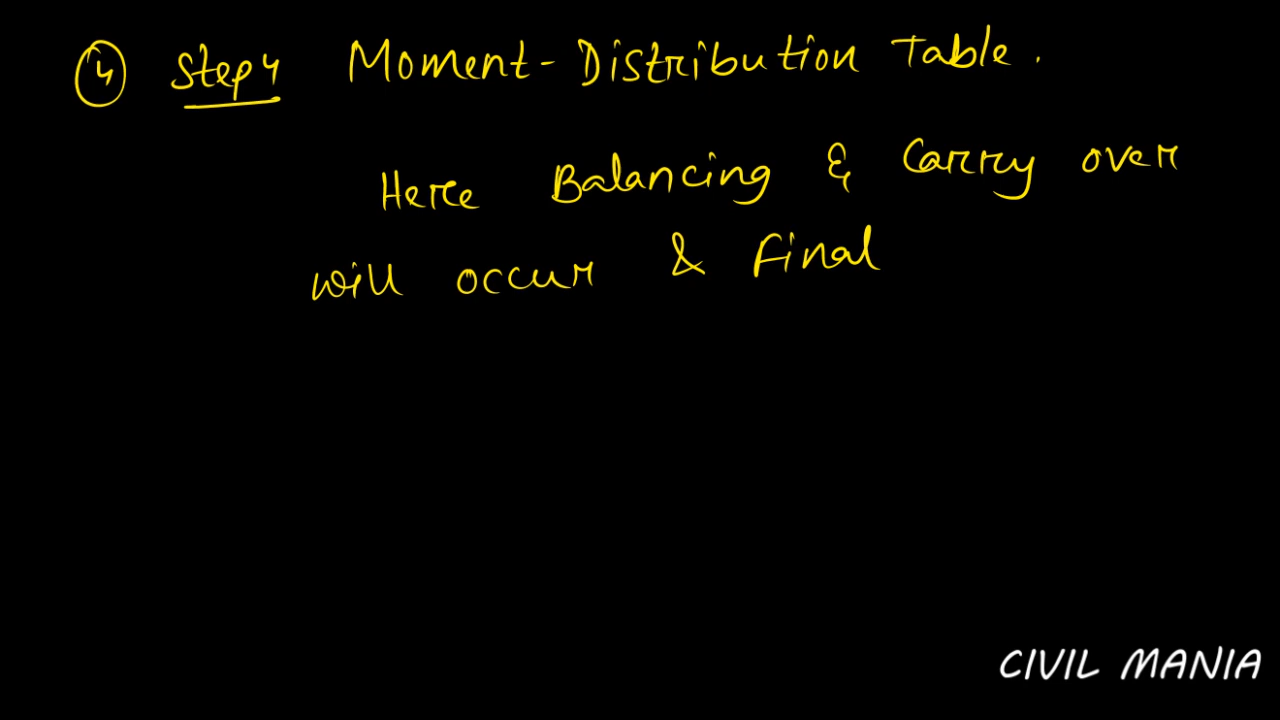 4 Step 4 Moment-Distribution Table.
Here Balancing & Carry over
will occur & final
CIVIL MANIA